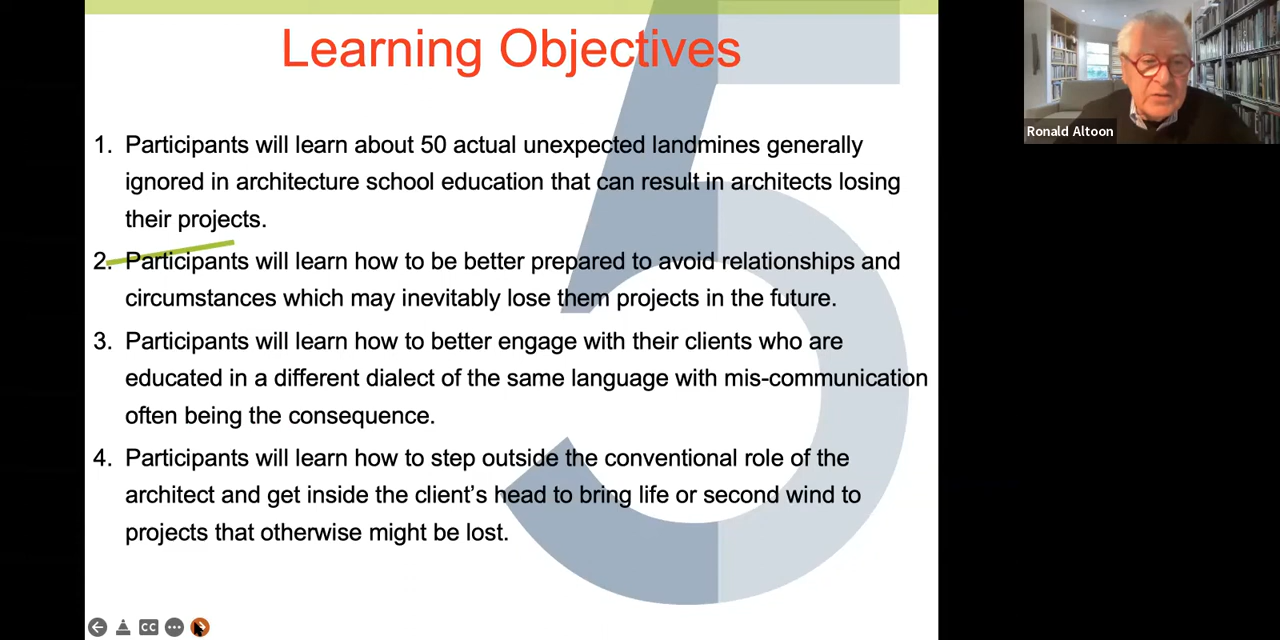 Learning Objectives
1. Participants will learn about 50 actual unexpected landmines generally
ignored in architecture school education that can result in architects losing
their projects.
2. Participants will learn how to be better prepared to avoid relationships and
circumstances which may inevitably lose them projects in the future.
3. Participants will learn how to better engage with their clients who are
educated in a different dialect of the same language with mis-communication
often being the consequence.
4. Participants will learn how to step outside the conventional role of the
architect and get inside the client's head to bring life or second wind to
projects that otherwise might be lost.
5
Ronald Altoon
CC